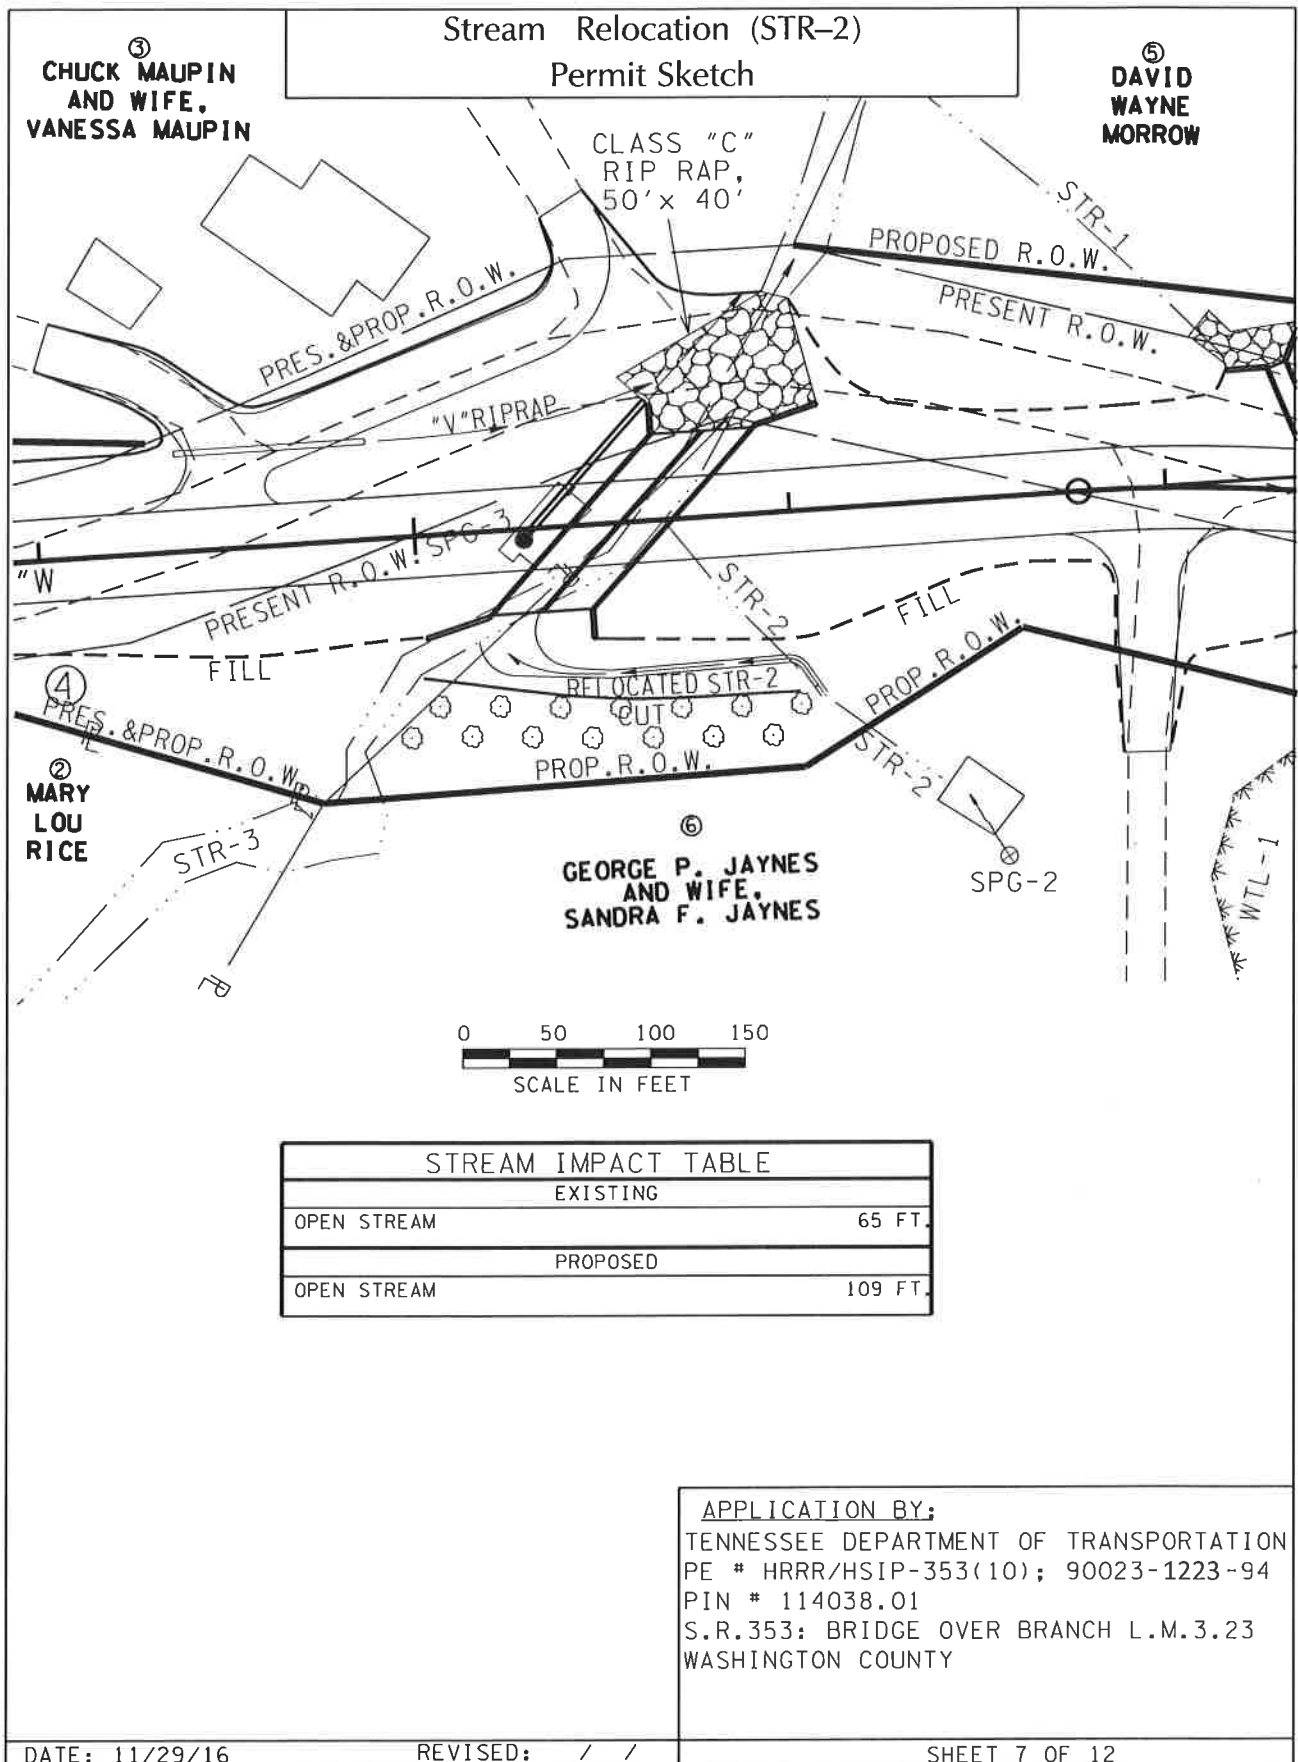 Stream Relocation (STR–2)
Permit Sketch
③
CHUCK MAUPIN
AND WIFE,
VANESSA MAUPIN
⑤
DAVID
WAYNE
MORROW
CLASS "C"
RIP RAP,
50'x 40'
STR-1
PROPOSED R.O.W.
PRESENT R.O.W.
PRES.&PROP.R.O.W.
"V"RIPRAP
SPG-3
PRESENT R.O.W.
"W
STR-2
FILL
FILL
PROP.R.O.W.
RELOCATED STR-2
CUT
④
PRES.&PROP.R.O.W.
PROP.R.O.W.
STR-2
②
MARY
LOU
RICE
STR-3
⑥
GEORGE P. JAYNES
AND WIFE,
SANDRA F. JAYNES
SPG-2
WTL-1
0 50 100 150
SCALE IN FEET
STREAM IMPACT TABLE
EXISTING
OPEN STREAM 65 FT.
PROPOSED
OPEN STREAM 109 FT.
APPLICATION BY:
TENNESSEE DEPARTMENT OF TRANSPORTATION
PE # HRRR/HSIP-353(10); 90023-1223-94
PIN # 114038.01
S.R.353: BRIDGE OVER BRANCH L.M.3.23
WASHINGTON COUNTY
DATE: 11/29/16 REVISED: / / SHEET 7 OF 12